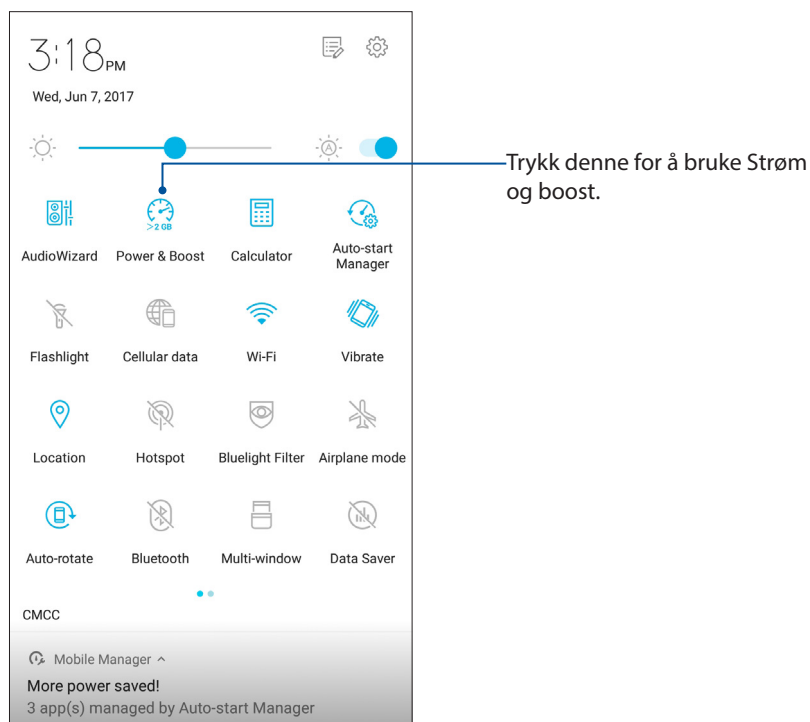 3:18 PM
Wed, Jun 7, 2017
A
Trykk denne for å bruke Strøm
og boost.
>2 GB
AudioWizard Power & Boost Calculator Auto-start
Manager
Flashlight Cellular data Wi-Fi Vibrate
Location Hotspot Bluelight Filter Airplane mode
Auto-rotate Bluetooth Multi-window Data Saver
CMCC
Mobile Manager
More power saved!
3 app(s) managed by Auto-start Manager